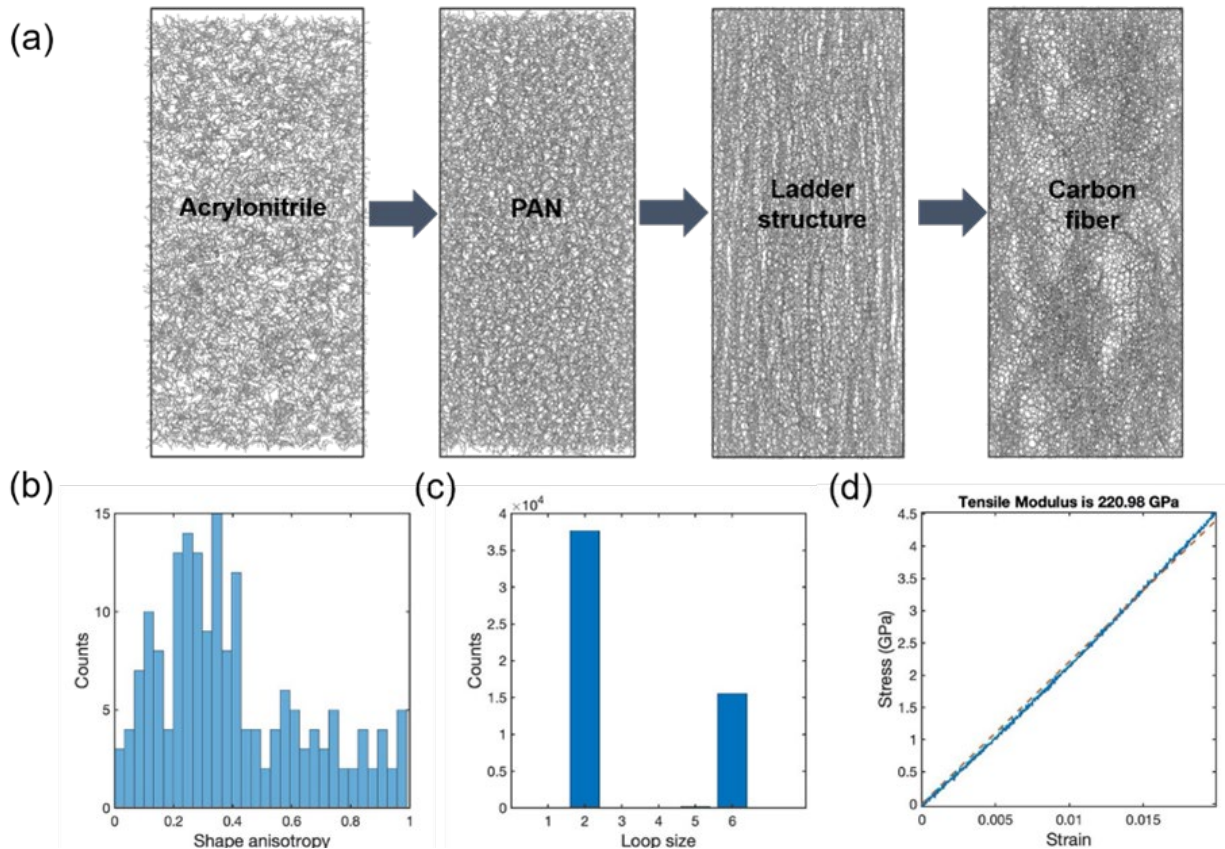 (a)
Acrylonitrile
PAN
Ladder
structure
Carbon
fiber
(b)
15
10
5
0
Counts
0 0.2 0.4 0.6 0.8 1
Shape anisotropy
(c)
×10⁴
4
3.5
3
2.5
2
1.5
1
0.5
0
Counts
1 2 3 4 5 6
Loop size
(d)
Tensile Modulus is 220.98 GPa
4.5
4
3.5
3
2.5
2
1.5
1
0.5
0
Stress (GPa)
0 0.005 0.01 0.015
Strain